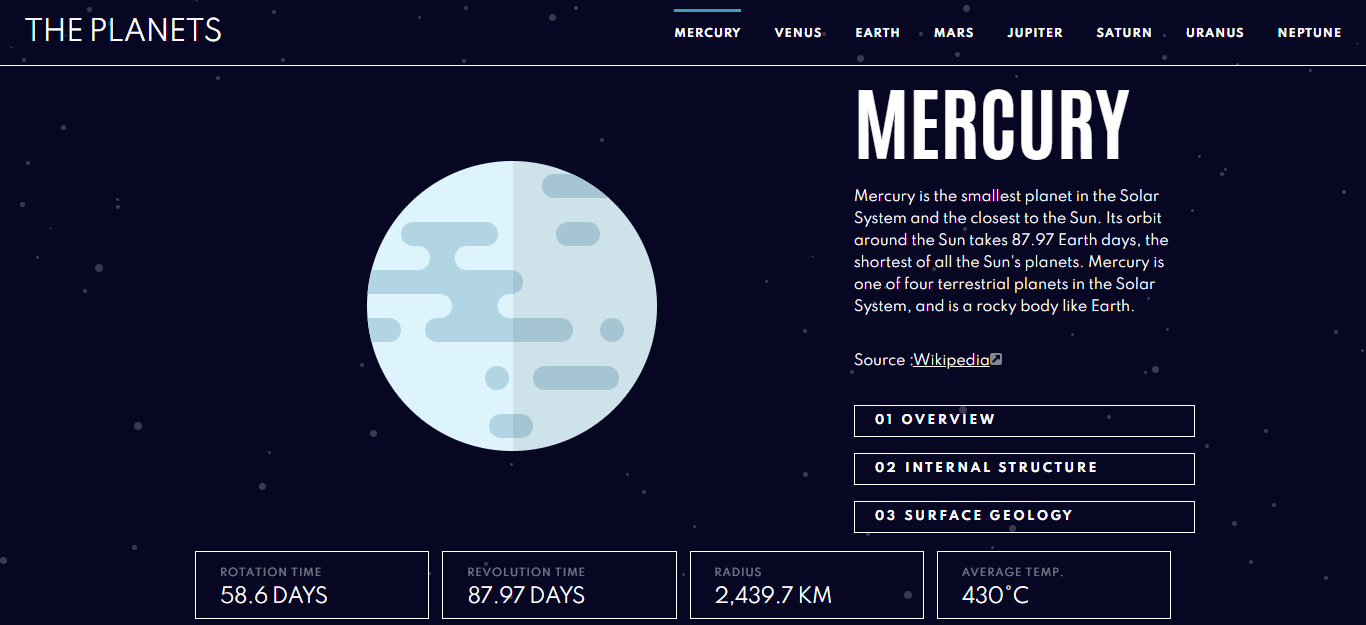 THE PLANETS
MERCURY VENUS EARTH MARS JUPITER SATURN URANUS NEPTUNE
MERCURY
Mercury is the smallest planet in the Solar
System and the closest to the Sun. Its orbit
around the Sun takes 87.97 Earth days, the
shortest of all the Sun's planets. Mercury is
one of four terrestrial planets in the Solar
System, and is a rocky body like Earth.
Source :Wikipedia
01 OVERVIEW
02 INTERNAL STRUCTURE
03 SURFACE GEOLOGY
ROTATION TIME
58.6 DAYS
REVOLUTION TIME
87.97 DAYS
RADIUS
2,439.7 KM
AVERAGE TEMP.
430°C